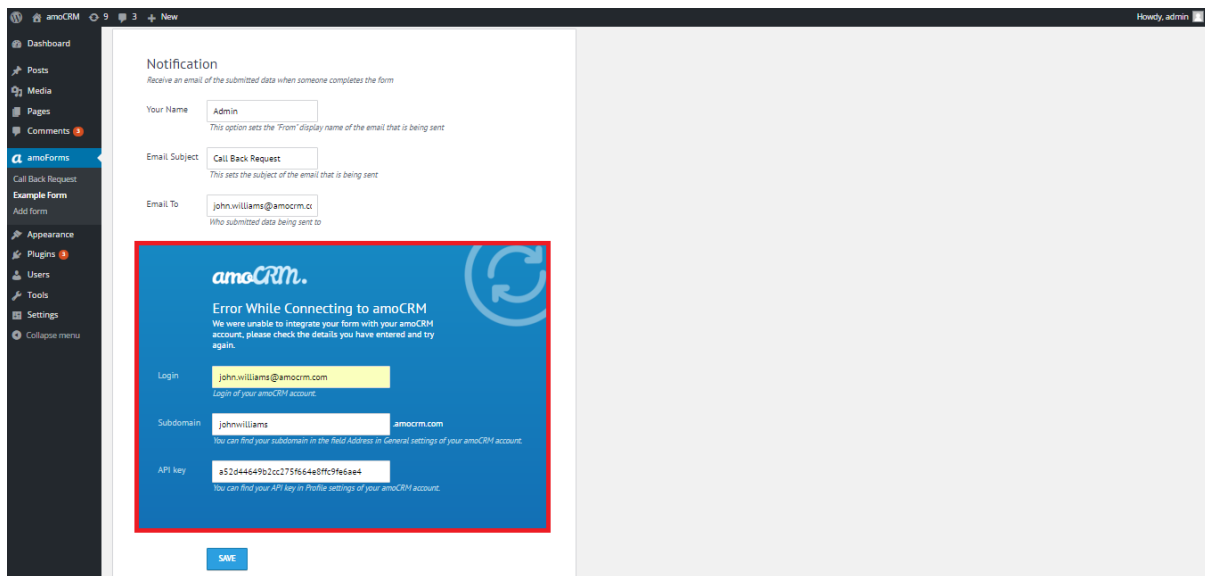 amoCRM 9 3 + New Howdy, admin
Dashboard
Posts
Media
Pages
Comments 3
amoForms
Call Back Request
Example Form
Add form
Appearance
Plugins 3
Users
Tools
Settings
Collapse menu
Notification
Receive an email of the submitted data when someone completes the form
Your Name Admin
This option sets the "From" display name of the email that is being sent
Email Subject Call Back Request
This sets the subject of the email that is being sent
Email To john.williams@amocrm.cc
Who submitted data being sent to
amoCRM.
Error While Connecting to amoCRM
We were unable to integrate your form with your amoCRM
account, please check the details you have entered and try
again.
Login john.williams@amocrm.com
Login of your amoCRM account.
Subdomain johnwilliams .amocrm.com
You can find your subdomain in the field Address in General settings of your amoCRM account.
API key a52d44649b2cc275f664e8ffc9fe6ae4
You can find your API key in Profile settings of your amoCRM account.
SAVE